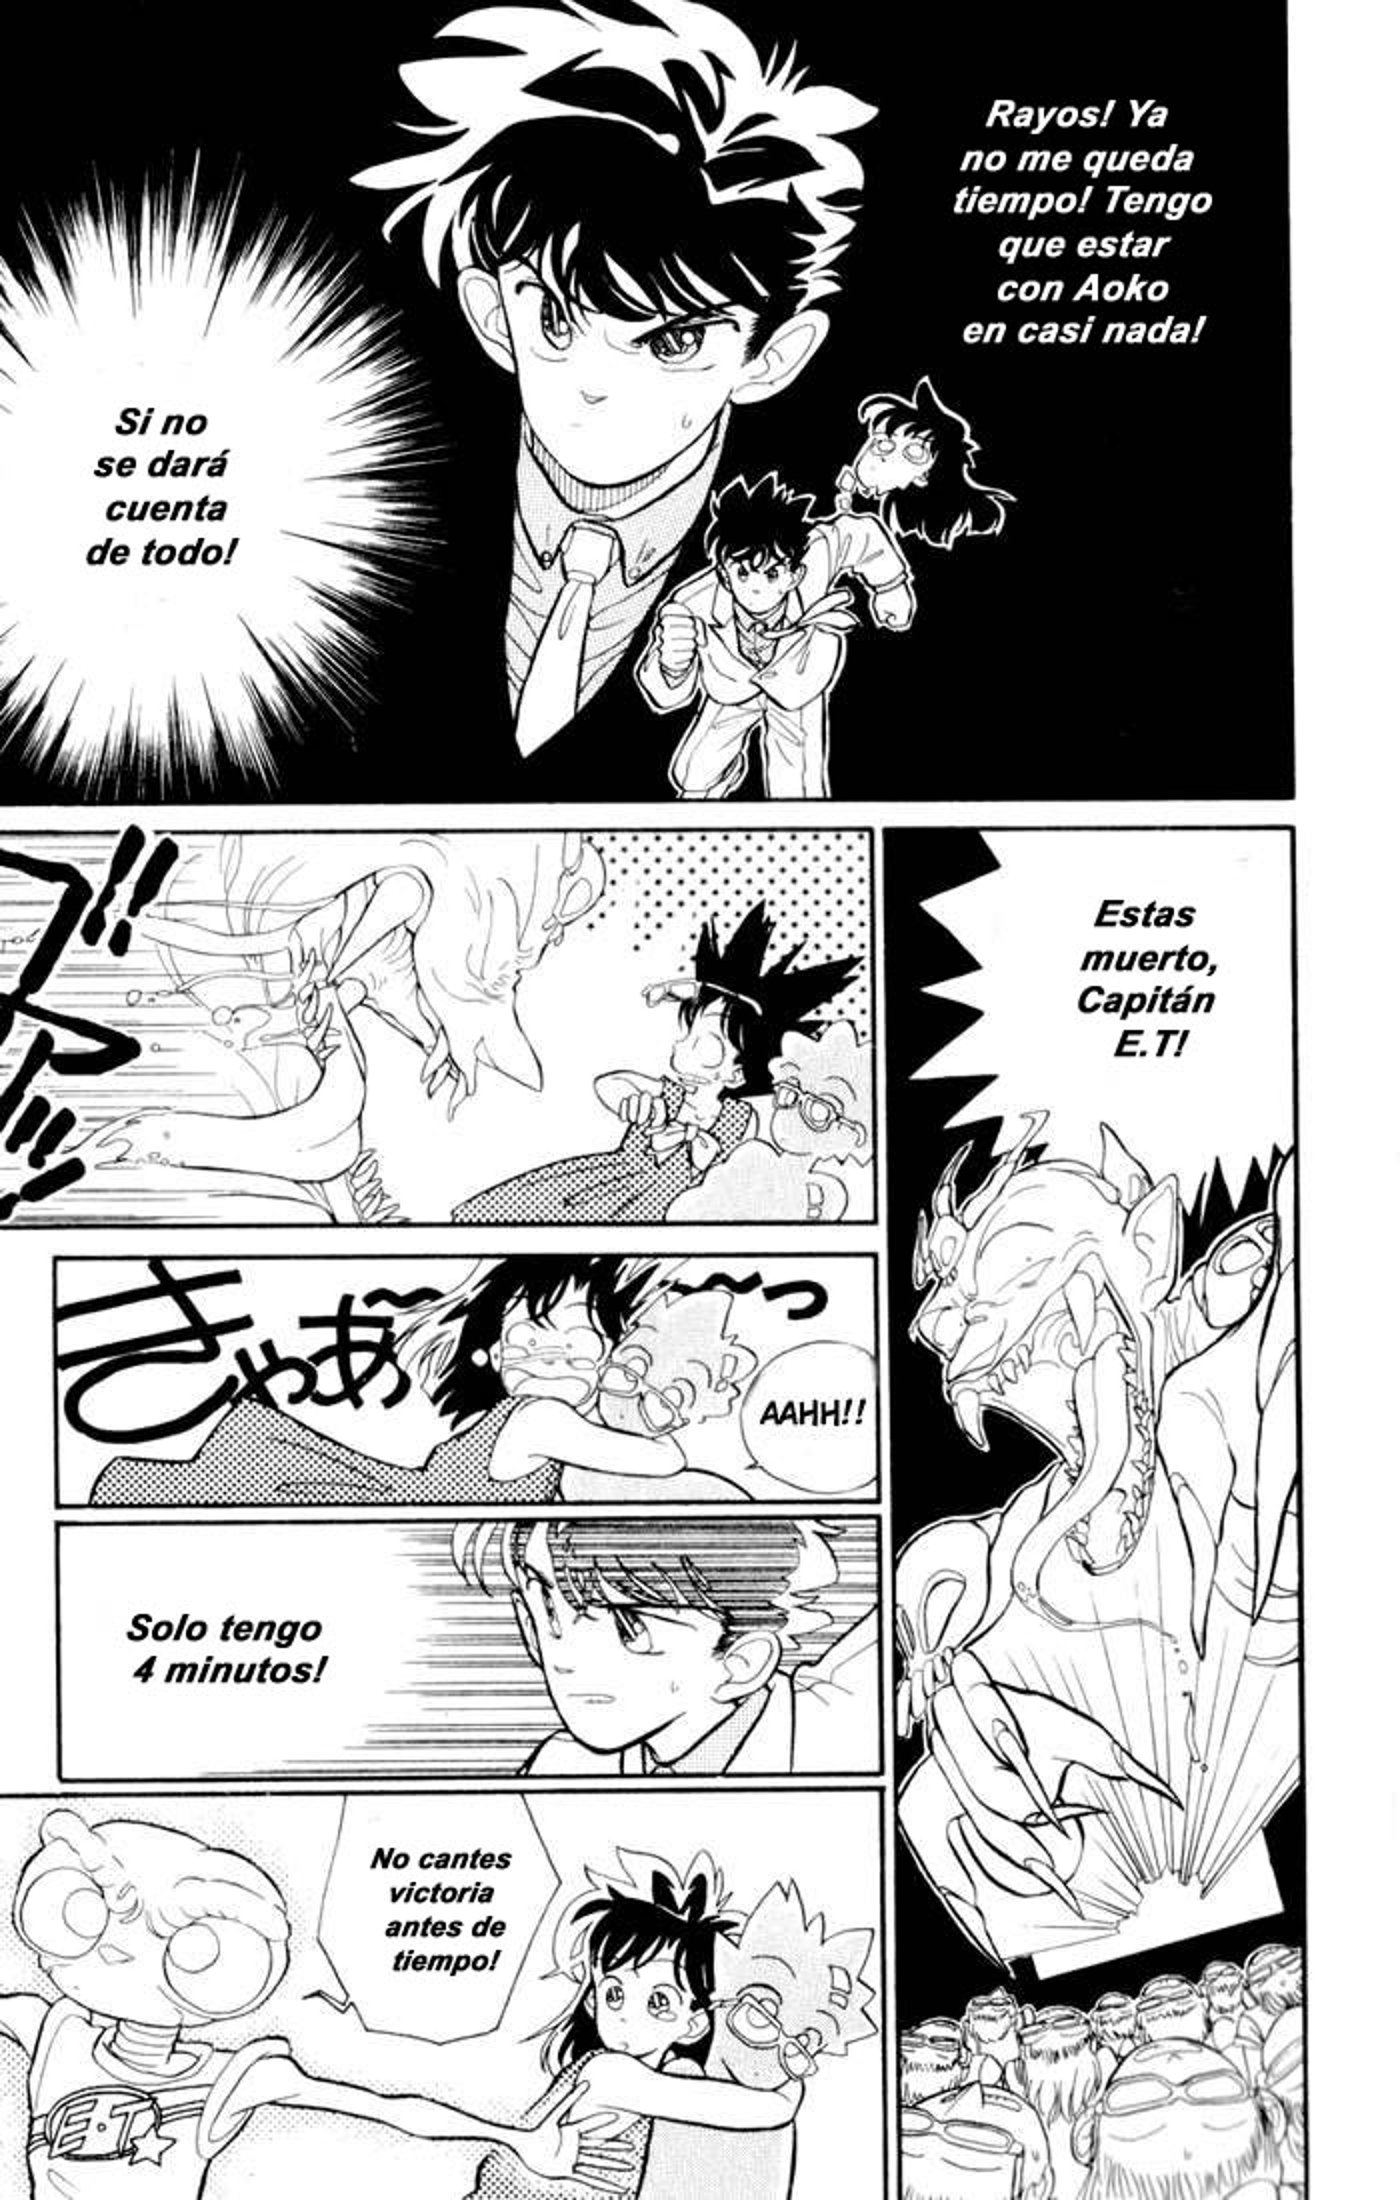 Rayos! Ya
no me queda
tiempo! Tengo
que estar
con Aoko
en casi nada!
Si no
se dará
cuenta
de todo!
Estas
muerto,
Capitán
E.T!
きゃあ～～～っ
AAHH!!
Solo tengo
4 minutos!
No cantes
victoria
antes de
tiempo!
E・T